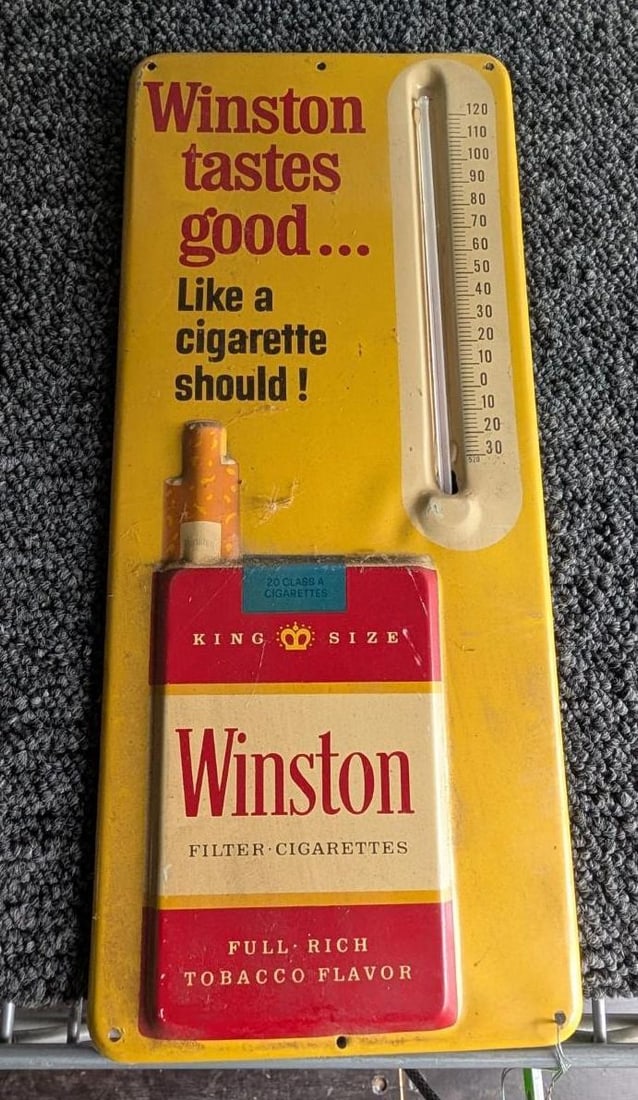 Winston
tastes
good...
Like a
cigarette
should!
120
110
100
90
80
70
60
50
40
30
20
10
0
10
20
30
20 CLASS A
CIGARETTES
KING SIZE
Winston
FILTER·CIGARETTES
FULL·RICH
TOBACCO FLAVOR